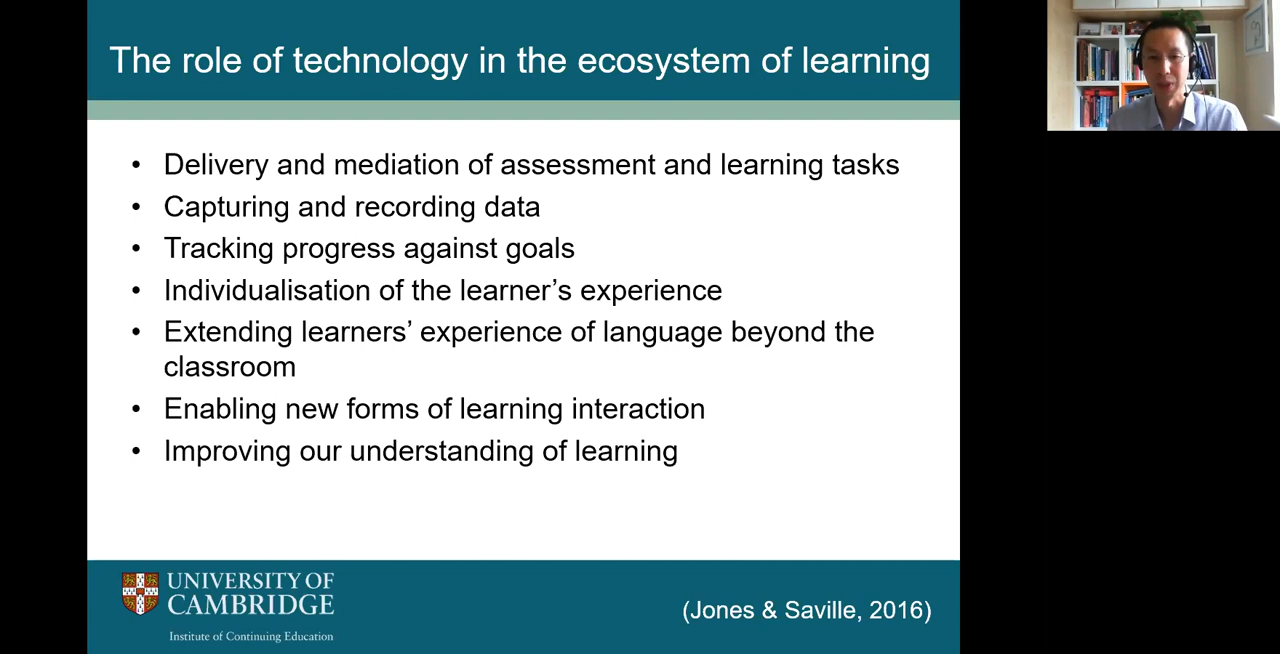 The role of technology in the ecosystem of learning
• Delivery and mediation of assessment and learning tasks
• Capturing and recording data
• Tracking progress against goals
• Individualisation of the learner’s experience
• Extending learners’ experience of language beyond the
classroom
• Enabling new forms of learning interaction
• Improving our understanding of learning
UNIVERSITY OF
CAMBRIDGE
Institute of Continuing Education
(Jones & Saville, 2016)